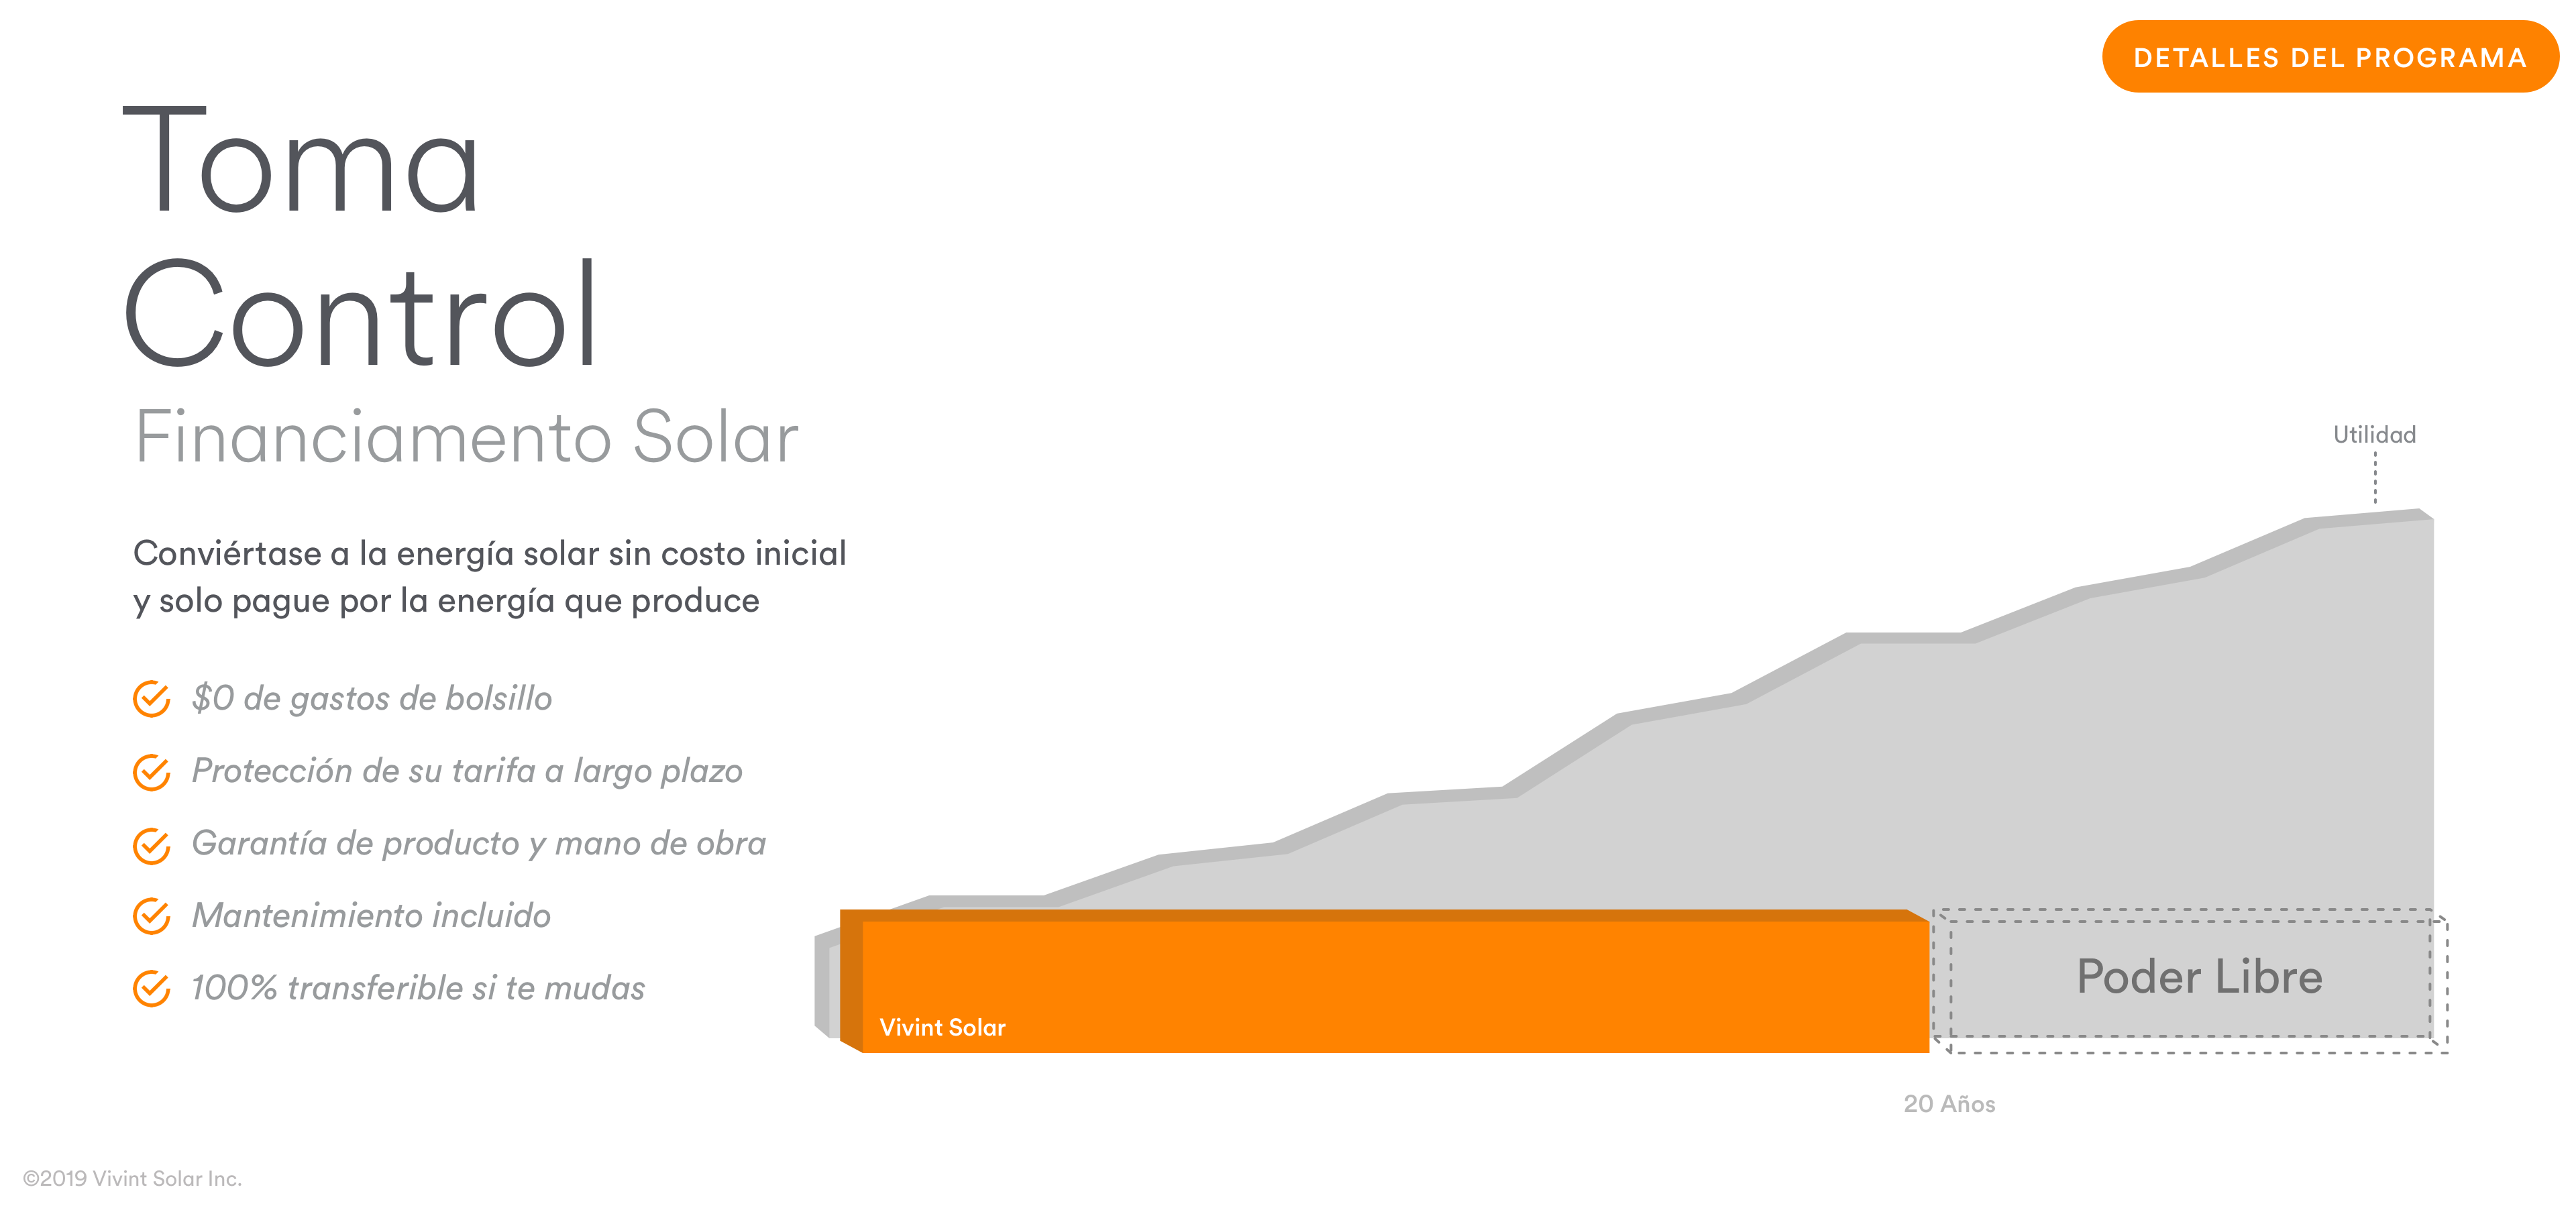 DETALLES DEL PROGRAMA
Toma
Control
Financiamento Solar
Conviértase a la energía solar sin costo inicial
y solo pague por la energía que produce
$0 de gastos de bolsillo
Protección de su tarifa a largo plazo
Garantía de producto y mano de obra
Mantenimiento incluido
100% transferible si te mudas
Utilidad
Vivint Solar
Poder Libre
20 Años
©2019 Vivint Solar Inc.